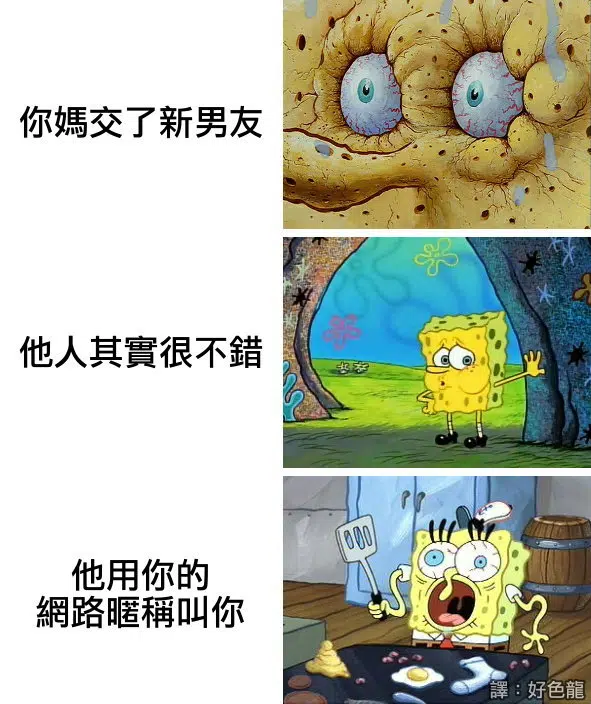 你媽交了新男友
他人其實很不錯
他用你的
網路暱稱叫你
譯：好色龍